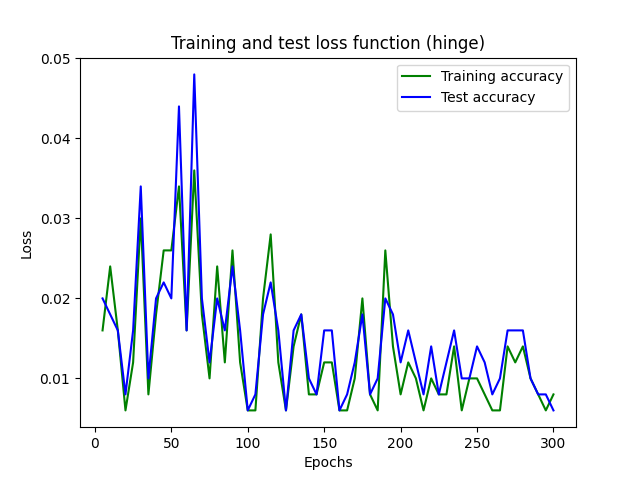 Training and test loss function (hinge)
Training accuracy
Test accuracy
Loss
0.05
0.04
0.03
0.02
0.01
0
50
100
150
200
250
300
Epochs